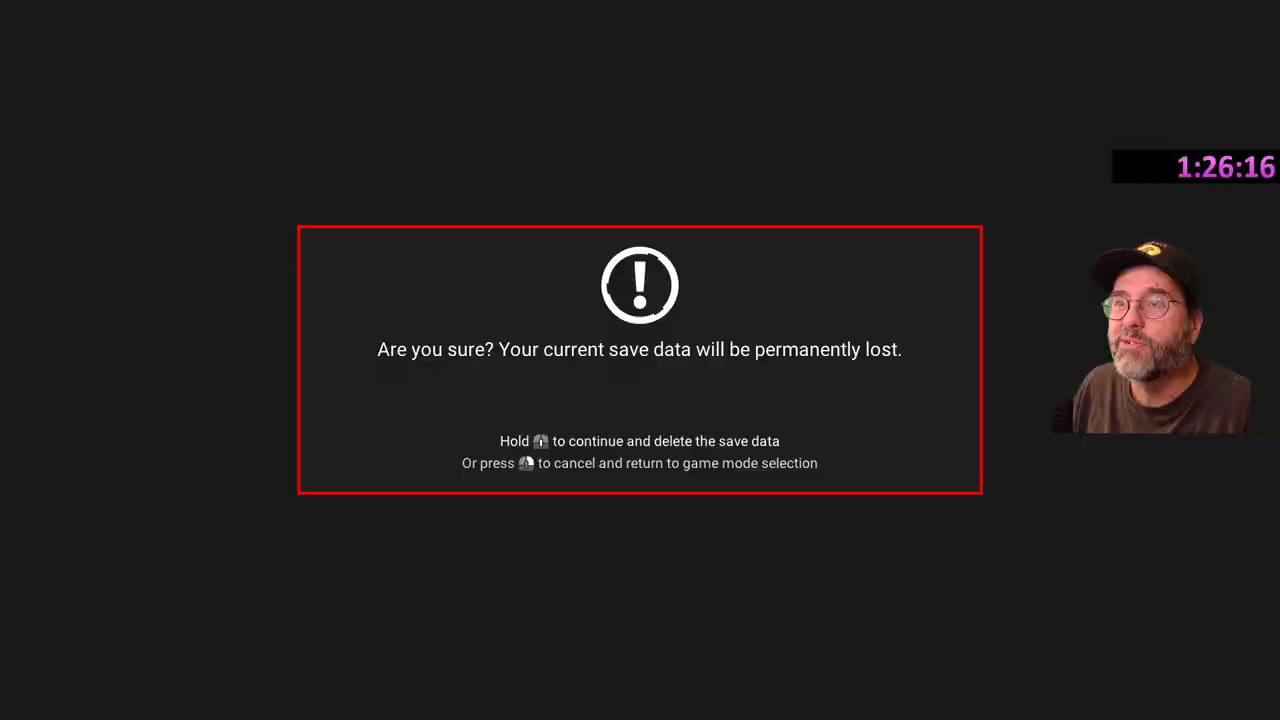 1:26:16
Are you sure? Your current save data will be permanently lost.
Hold to continue and delete the save data
Or press to cancel and return to game mode selection